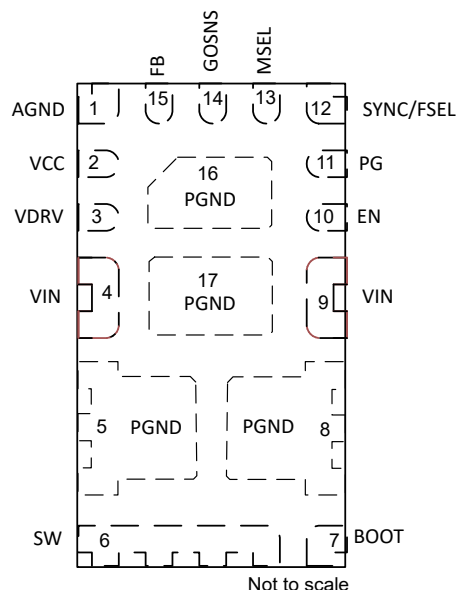 FB
GOSNS
MSEL
AGND 1 15 14 13 12 SYNC/FSEL
VCC 2 11 PG
16
PGND
VDRV 3 10 EN
17
PGND
VIN 4 9 VIN
5 PGND PGND 8
SW 6 7 BOOT
Not to scale